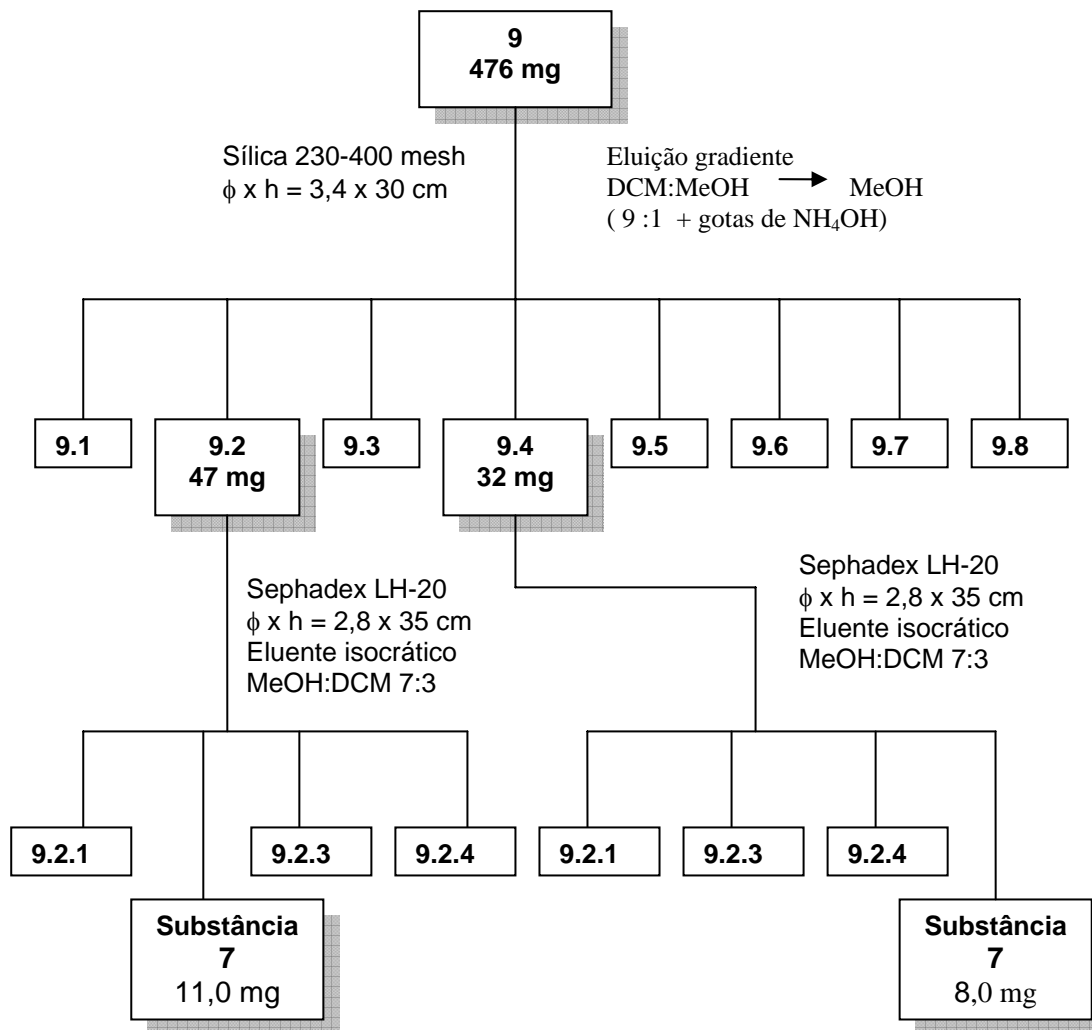 9
476 mg
Sílica 230-400 mesh
ϕ x h = 3,4 x 30 cm
Eluição gradiente
DCM:MeOH → MeOH
( 9 :1 + gotas de NH₄OH)
9.1
9.2
47 mg
9.3
9.4
32 mg
9.5
9.6
9.7
9.8
Sephadex LH-20
ϕ x h = 2,8 x 35 cm
Eluente isocrático
MeOH:DCM 7:3
Sephadex LH-20
ϕ x h = 2,8 x 35 cm
Eluente isocrático
MeOH:DCM 7:3
9.2.1
9.2.3
9.2.4
9.2.1
9.2.3
9.2.4
Substância
7
11,0 mg
Substância
7
8,0 mg